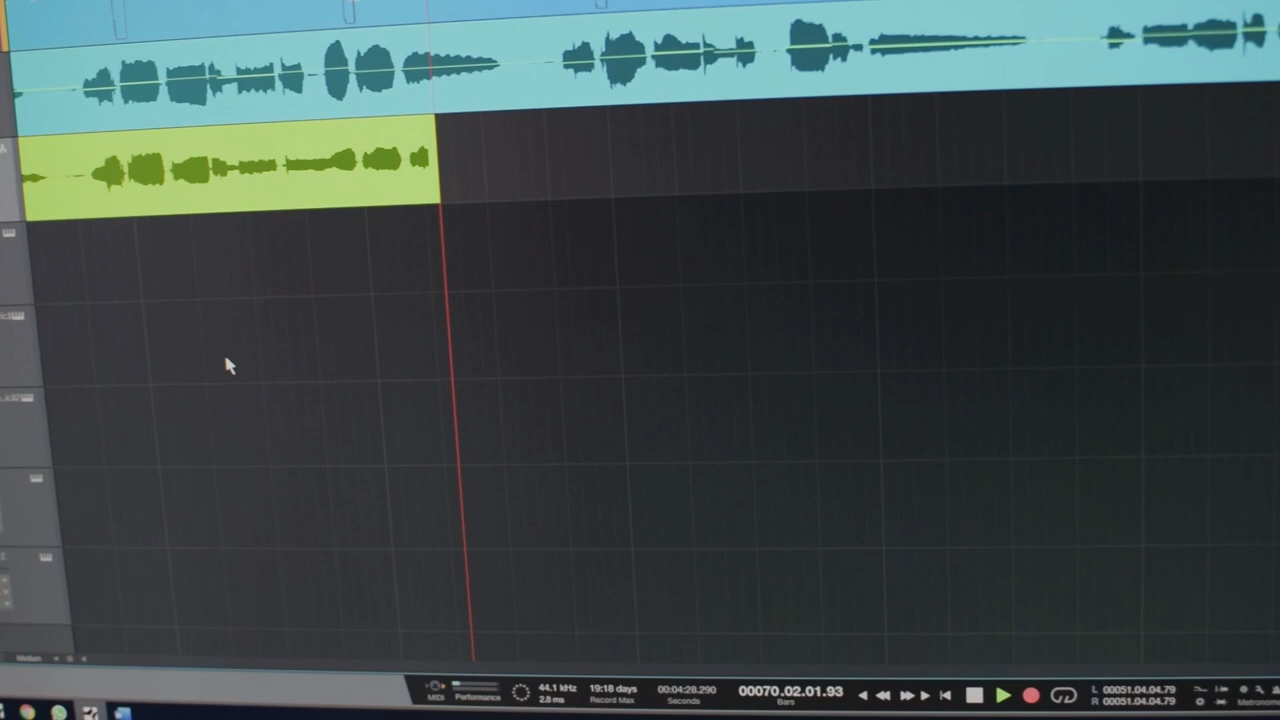 Medium
MIDI
Performance
44.1 kHz
2.8 ms
19:18 days
Record Max
00:04:28.290
Seconds
00070.02.01.93
Bars
L 00051.04.04.79
R 00051.04.04.79
Metronome